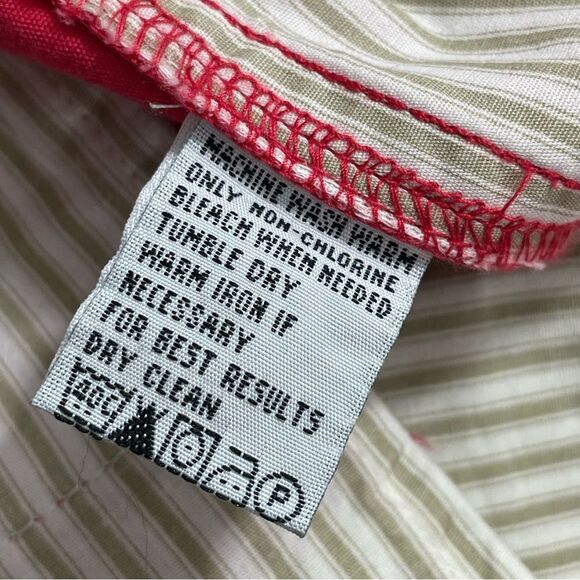 MACHINE WASH WARM
ONLY NON-CHLORINE
BLEACH WHEN NEEDED
TUMBLE DRY
WARM IRON IF
NECESSARY
FOR BEST RESULTS
DRY CLEAN
40C P